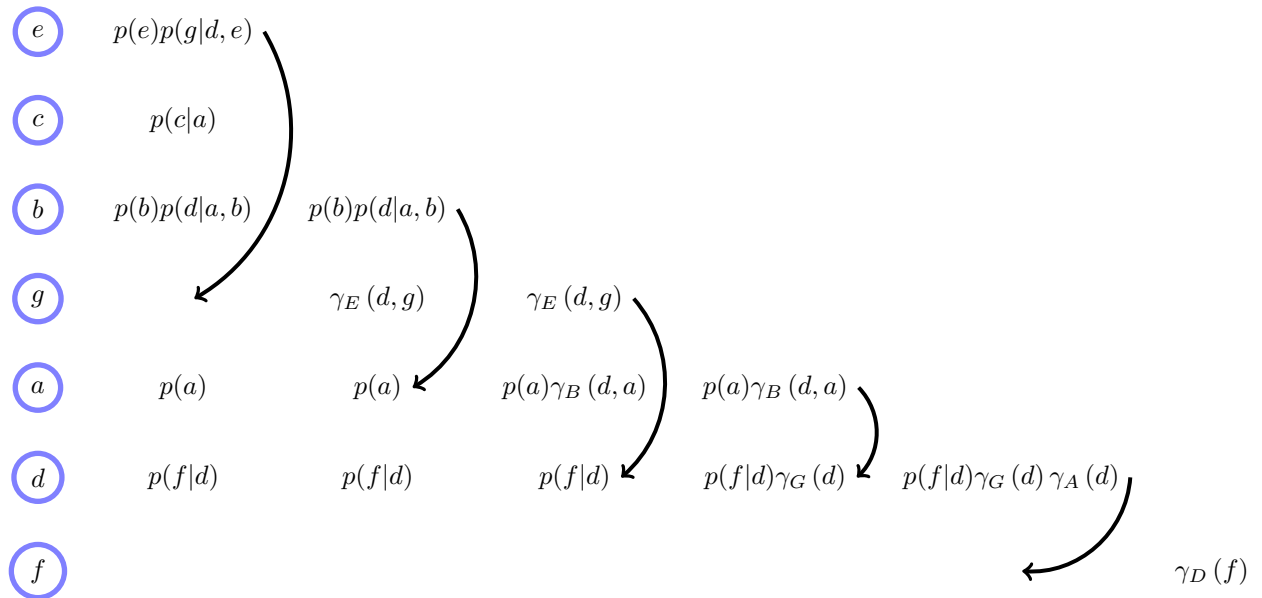 e p(e)p(g|d, e)
c p(c|a)
b p(b)p(d|a, b) p(b)p(d|a, b)
g γ_E (d, g) γ_E (d, g)
a p(a) p(a) p(a)γ_B (d, a) p(a)γ_B (d, a)
d p(f|d) p(f|d) p(f|d) p(f|d)γ_G (d) p(f|d)γ_G (d) γ_A (d)
f γ_D (f)